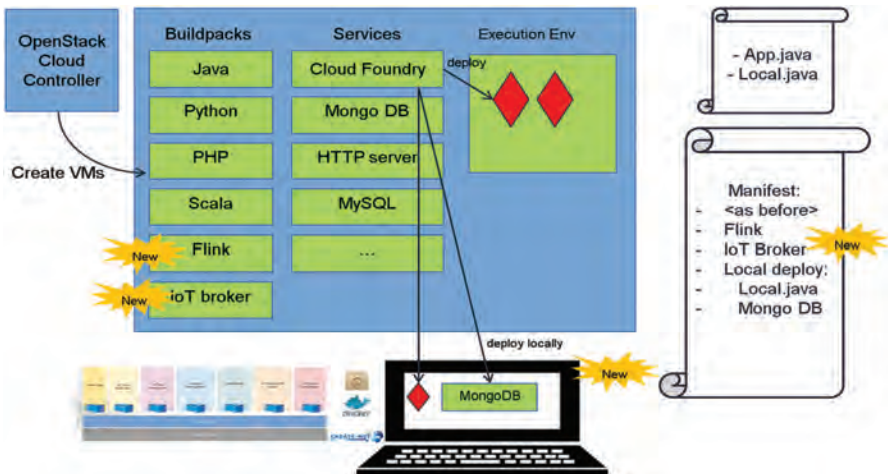 OpenStack
Cloud
Controller
Create VMs
Buildpacks
Java
Python
PHP
Scala
New
Flink
New
ioT broker
Services
Cloud Foundry
Mongo DB
HTTP server
MySQL
...
Execution Env
deploy
deploy locally
New
MongoDB
- App.java
- Local.java
Manifest:
- <as before>
- Flink
- IoT Broker
New
- Local deploy:
- Local.java
- Mongo DB